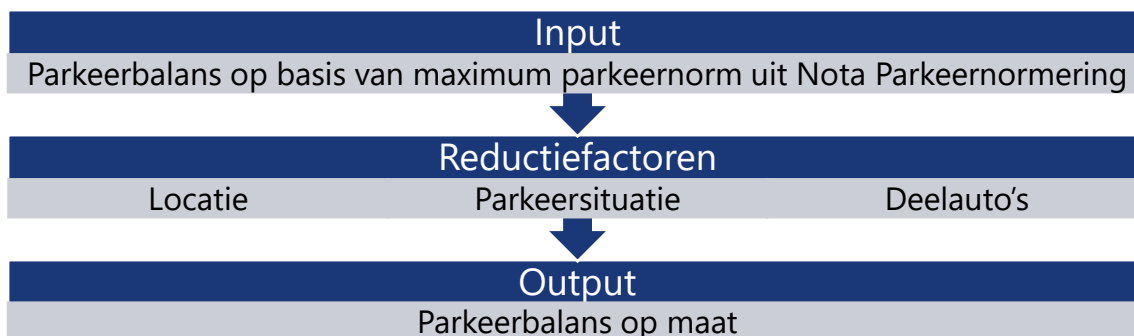 Input
Parkeerbalans op basis van maximum parkeernorm uit Nota Parkeernormering
Reductiefactoren
Locatie Parkeersituatie Deelauto's
Output
Parkeerbalans op maat